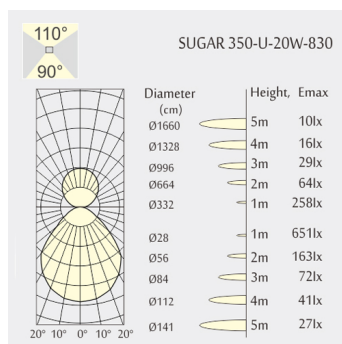 110°
90°
SUGAR 350-U-20W-830
Diameter Height, Emax
(cm)
Ø1660 5m 10lx
Ø1328 4m 16lx
Ø996 3m 29lx
Ø664 2m 64lx
Ø332 1m 258lx
Ø28 1m 651lx
Ø56 2m 163lx
Ø84 3m 72lx
Ø112 4m 41lx
Ø141 5m 27lx
20° 10° 0° 10° 20°